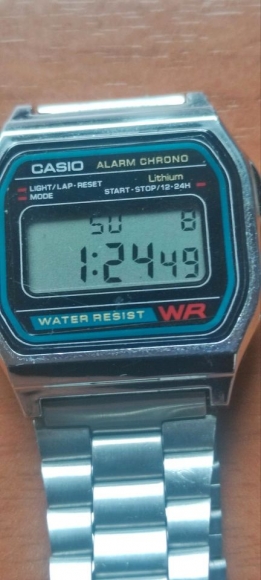 CASIO ALARM CHRONO
Lithium
LIGHT/LAP-RESET
START-STOP/12-24H
MODE
SU 8
1:24 49
WATER RESIST WR